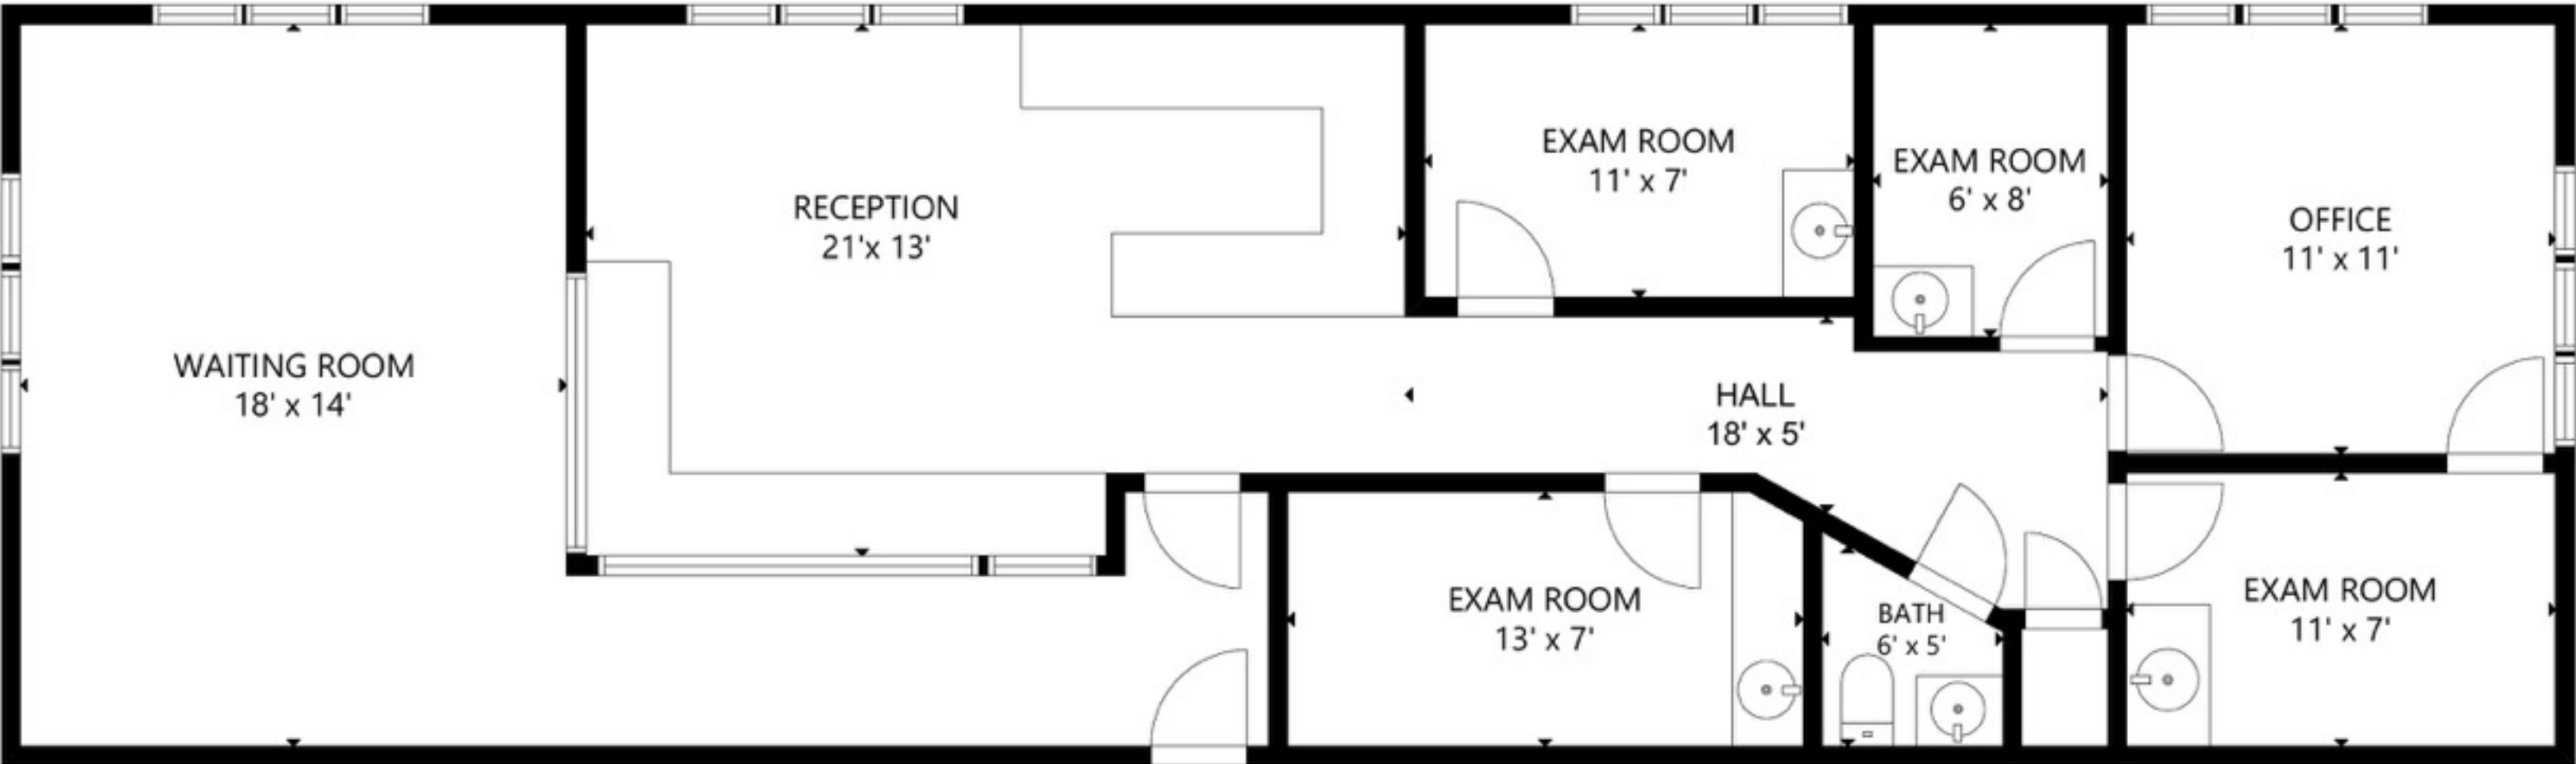 WAITING ROOM
18' x 14'
RECEPTION
21'x 13'
EXAM ROOM
11' x 7'
EXAM ROOM
6' x 8'
OFFICE
11' x 11'
HALL
18' x 5'
EXAM ROOM
13' x 7'
BATH
6' x 5'
EXAM ROOM
11' x 7'